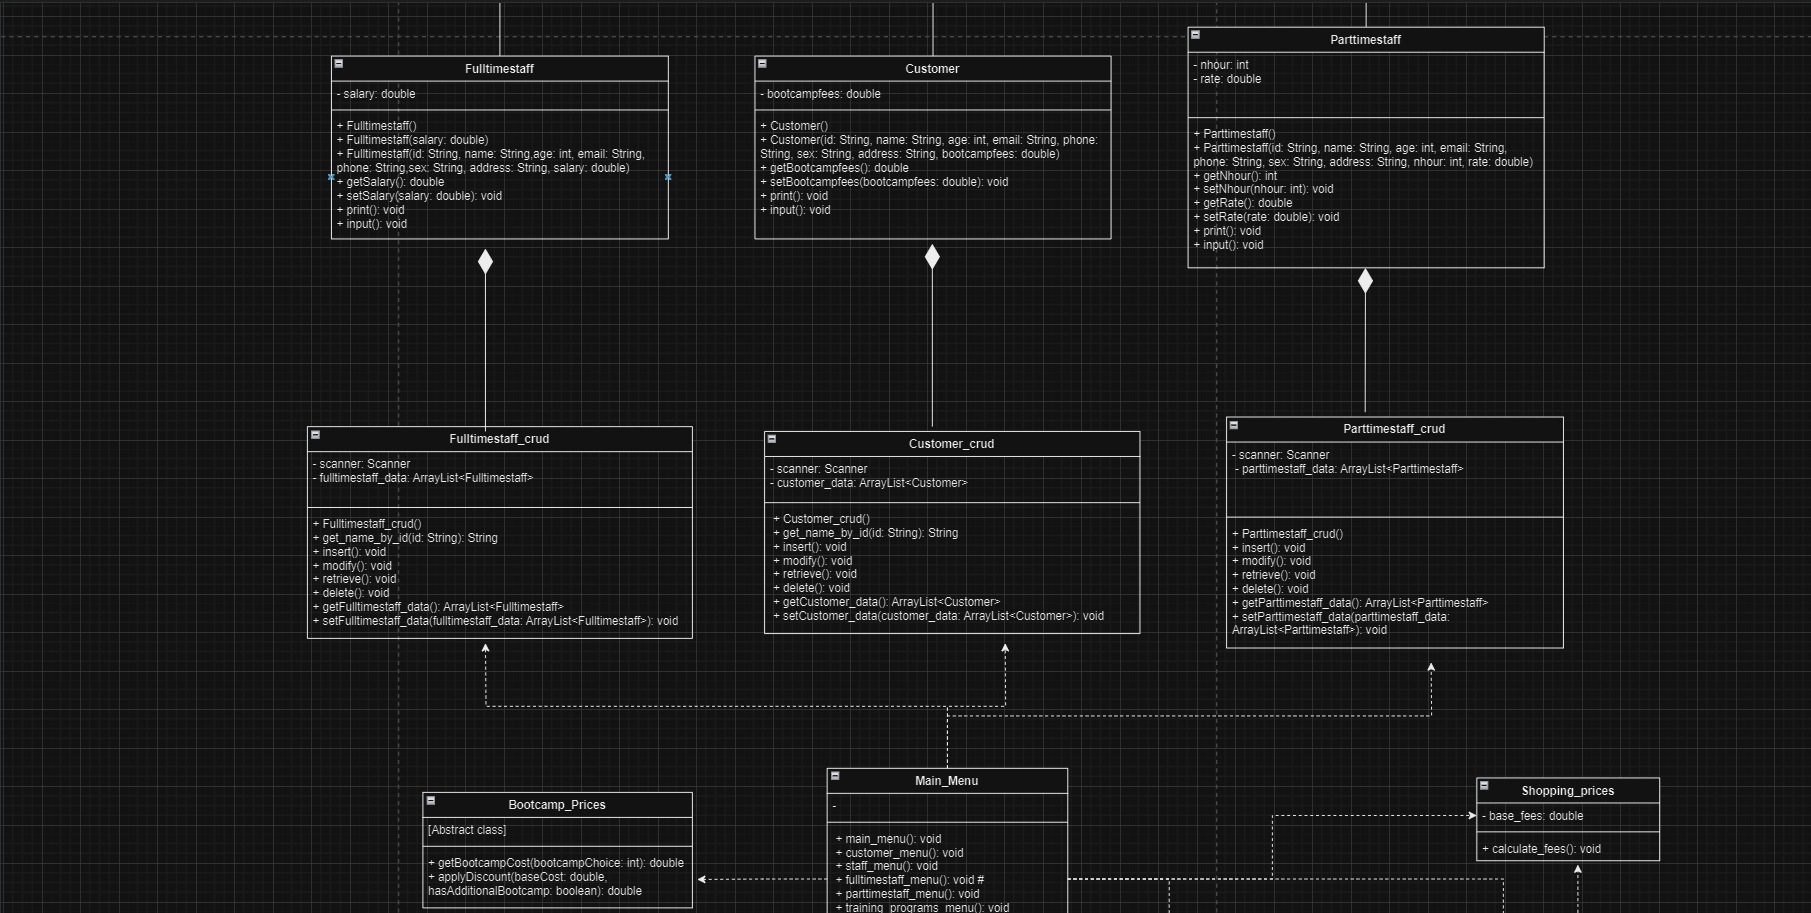 Fulltimestaff
- salary: double
+ Fulltimestaff()
+ Fulltimestaff(salary: double)
+ Fulltimestaff(id: String, name: String,age: int, email: String,
phone: String,sex: String, address: String, salary: double)
+ getSalary(): double
+ setSalary(salary: double): void
+ print(): void
+ input(): void
Customer
- bootcampfees: double
+ Customer()
+ Customer(id: String, name: String, age: int, email: String, phone:
String, sex: String, address: String, bootcampfees: double)
+ getBootcampfees(): double
+ setBootcampfees(bootcampfees: double): void
+ print(): void
+ input(): void
Parttimestaff
- nhour: int
- rate: double
+ Parttimestaff()
+ Parttimestaff(id: String, name: String, age: int, email: String,
phone: String, sex: String, address: String, nhour: int, rate: double)
+ getNhour(): int
+ setNhour(nhour: int): void
+ getRate(): double
+ setRate(rate: double): void
+ print(): void
+ input(): void
Fulltimestaff_crud
- scanner: Scanner
- fulltimestaff_data: ArrayList<Fulltimestaff>
+ Fulltimestaff_crud()
+ get_name_by_id(id: String): String
+ insert(): void
+ modify(): void
+ retrieve(): void
+ delete(): void
+ getFulltimestaff_data(): ArrayList<Fulltimestaff>
+ setFulltimestaff_data(fulltimestaff_data: ArrayList<Fulltimestaff>): void
Customer_crud
- scanner: Scanner
- customer_data: ArrayList<Customer>
+ Customer_crud()
+ get_name_by_id(id: String): String
+ insert(): void
+ modify(): void
+ retrieve(): void
+ delete(): void
+ getCustomer_data(): ArrayList<Customer>
+ setCustomer_data(customer_data: ArrayList<Customer>): void
Parttimestaff_crud
- scanner: Scanner
- parttimestaff_data: ArrayList<Parttimestaff>
+ Parttimestaff_crud()
+ insert(): void
+ modify(): void
+ retrieve(): void
+ delete(): void
+ getParttimestaff_data(): ArrayList<Parttimestaff>
+ setParttimestaff_data(parttimestaff_data:
ArrayList<Parttimestaff>): void
Bootcamp_Prices
[Abstract class]
+ getBootcampCost(bootcampChoice: int): double
+ applyDiscount(baseCost: double,
hasAdditionalBootcamp: boolean): double
Main_Menu
-
+ main_menu(): void
+ customer_menu(): void
+ staff_menu(): void
+ fulltimestaff_menu(): void #
+ parttimestaff_menu(): void
+ training_programs_menu(): void
Shopping_prices
- base_fees: double
+ calculate_fees(): void